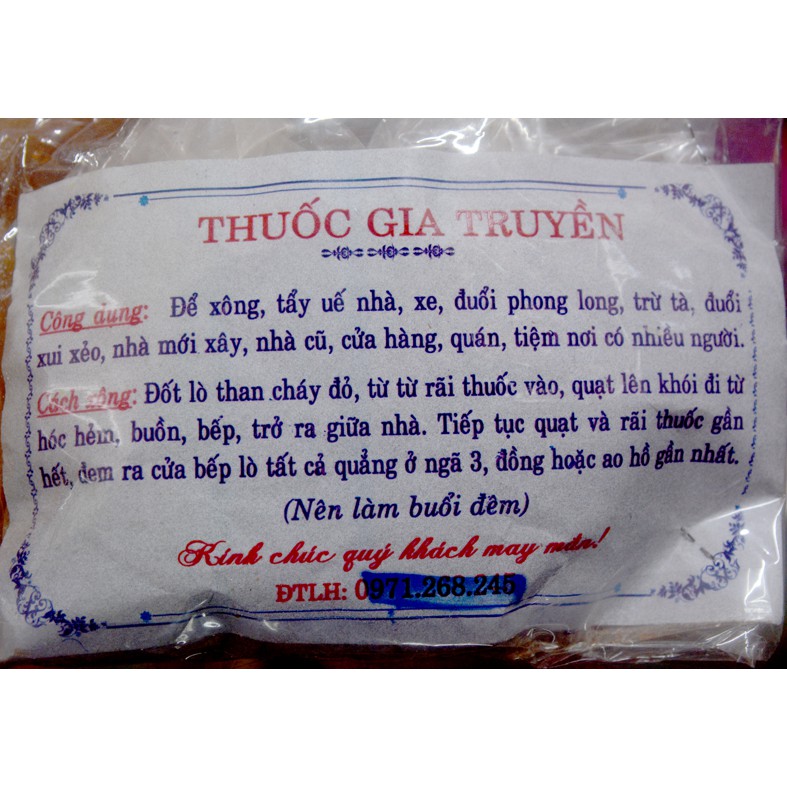 THUỐC GIA TRUYỀN
Công dụng: Để xông, tẩy uế nhà, xe, đuổi phong long, trừ tà, đuổi
xui xẻo, nhà mới xây, nhà cũ, cửa hàng, quán, tiệm nơi có nhiều người.
Cách xông: Đốt lò than cháy đỏ, từ từ rãi thuốc vào, quạt lên khói đi từ
hóc hẻm, buồn, bếp, trở ra giữa nhà. Tiếp tục quạt và rãi thuốc gần
hết, đem ra cửa bếp lò tất cả quẳng ở ngã 3, đồng hoặc ao hồ gần nhất.
(Nên làm buổi đêm)
Kính chúc quý khách may mắn!
ĐTLH: 0971.268.245